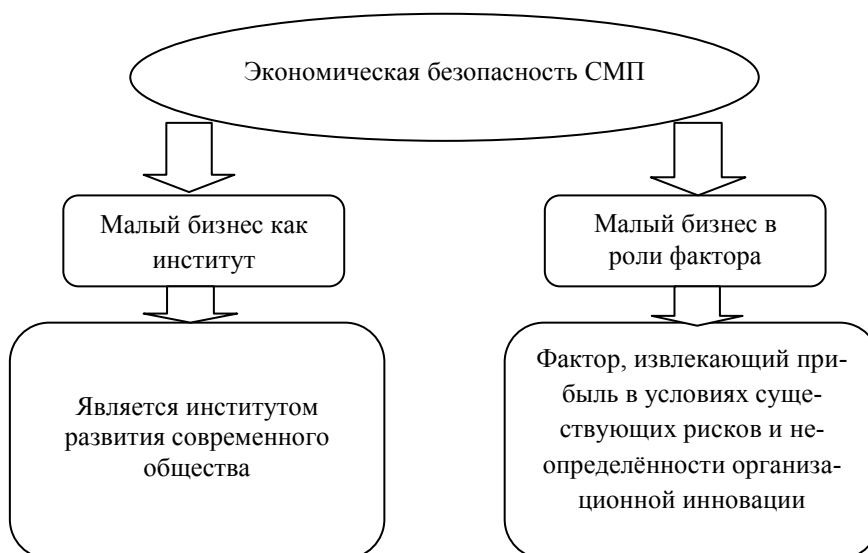 Экономическая безопасность СМП
Малый бизнес как
институт
Малый бизнес в
роли фактора
Является институтом
развития современного
общества
Фактор, извлекающий при-
быль в условиях суще-
ствующих рисков и не-
определённости организа-
ционной инновации